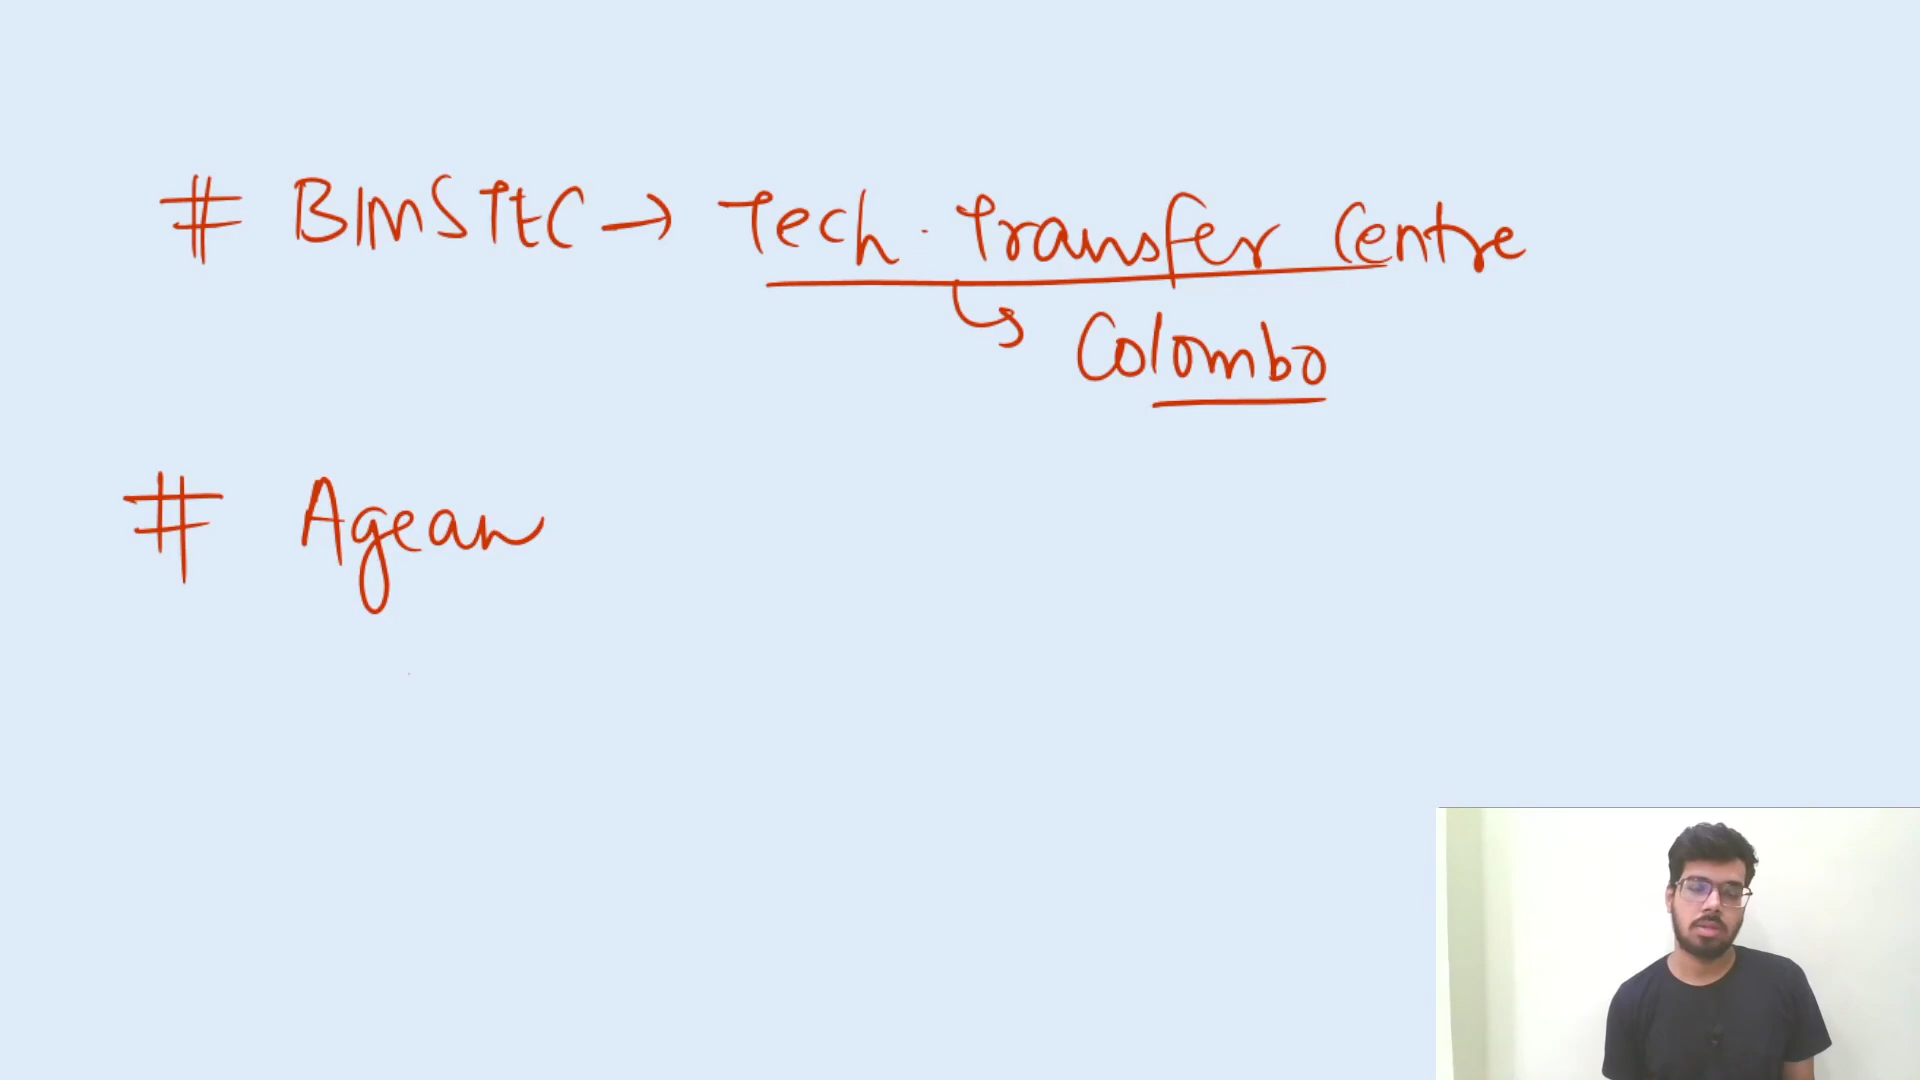 # BIMSTEC → Tech. Transfer Centre
↳ Colombo
# Agean